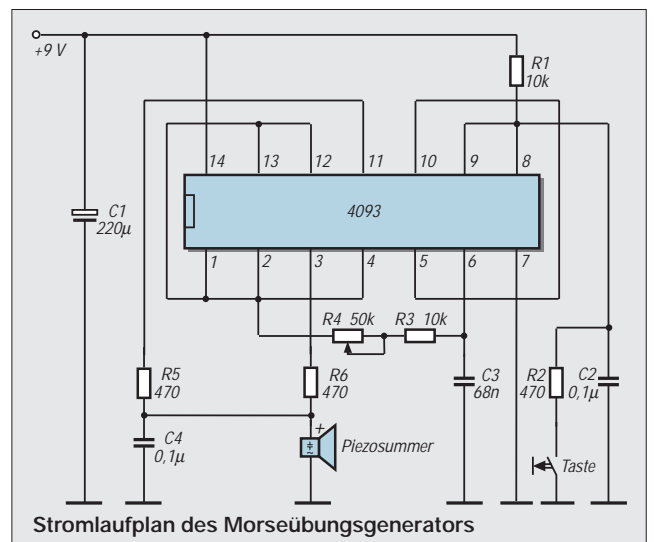 +9 V
R1
10k
14 13 12 11 10 9 8
C1
220µ
4093
1 2 3 4 5 6 7
R4 50k R3 10k
R5
470
R6
470
C3
68n
R2
470
C2
0,1µ
C4
0,1µ
+
Piezosummer
Taste
Stromlaufplan des Morseübungsgenerators